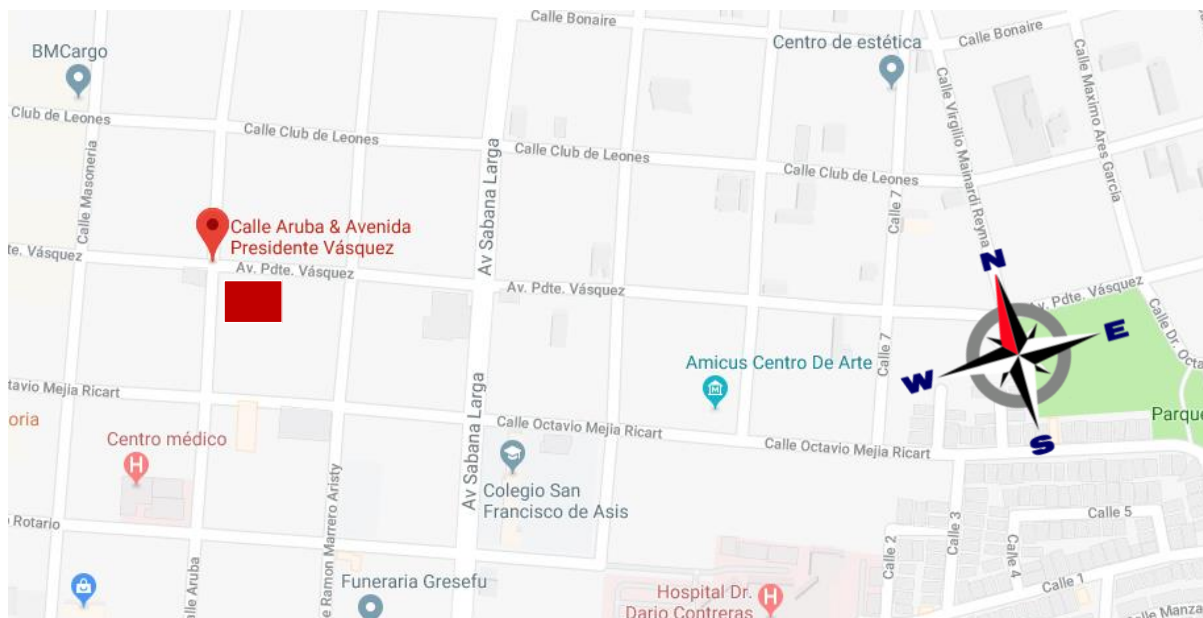 Calle Bonaire
Calle Bonaire
BMCargo
Centro de estética
Calle Virgilio Mainardi Reyna
Calle Maximo Ares García
Club de Leones
Calle Club de Leones
Calle Club de Leones
Calle Club de Leones
Calle Masoneria
Av Sabana Larga
Calle 7
Calle Aruba & Avenida
Presidente Vásquez
te. Vásquez
Av. Pdte. Vásquez
Av. Pdte. Vásquez
Av. Pdte. Vásquez
N
E
W
S
Calle 7
Calle Dr. Octa
Amicus Centro De Arte
tavio Mejia Ricart
oria
Av Sabana Larga
Calle Octavio Mejia Ricart
Calle Octavio Mejia Ricart
Parque
Centro médico
H
Colegio San
Francisco de Asis
Rotario
e Ramon Marrero Aristy
Calle Aruba
Calle 2
Calle 3
Calle 4
Calle 5
Calle 1
Funeraria Gresefu
Hospital Dr.
Dario Contreras
H
Calle Manza